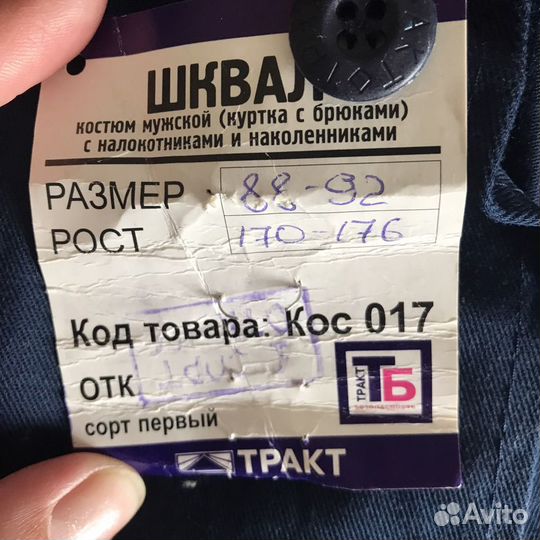 ШКВАЛ
костюм мужской (куртка с брюками)
с налокотниками и наколенниками
РАЗМЕР 88-92
РОСТ 170-176
Код товара: Кос 017
ОТК
сорт первый
ТРАКТ
ТБ
ТРАКТ
Avito